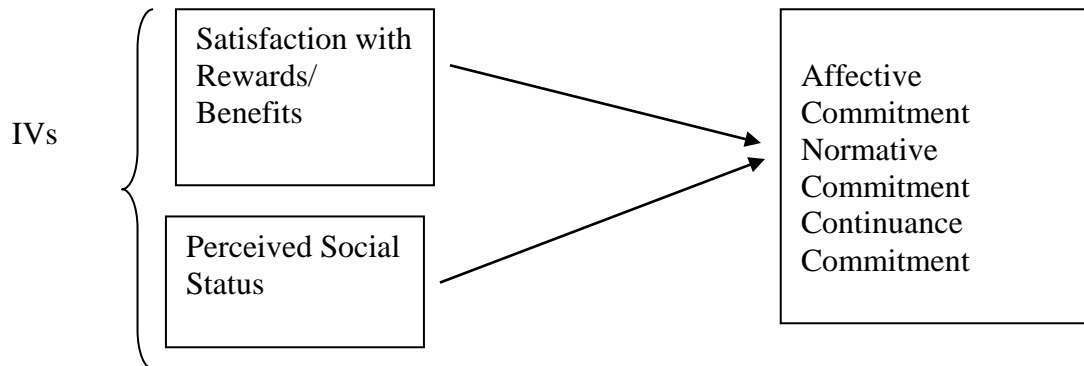 IVs
Satisfaction with
Rewards/
Benefits
Perceived Social
Status
Affective
Commitment
Normative
Commitment
Continuance
Commitment